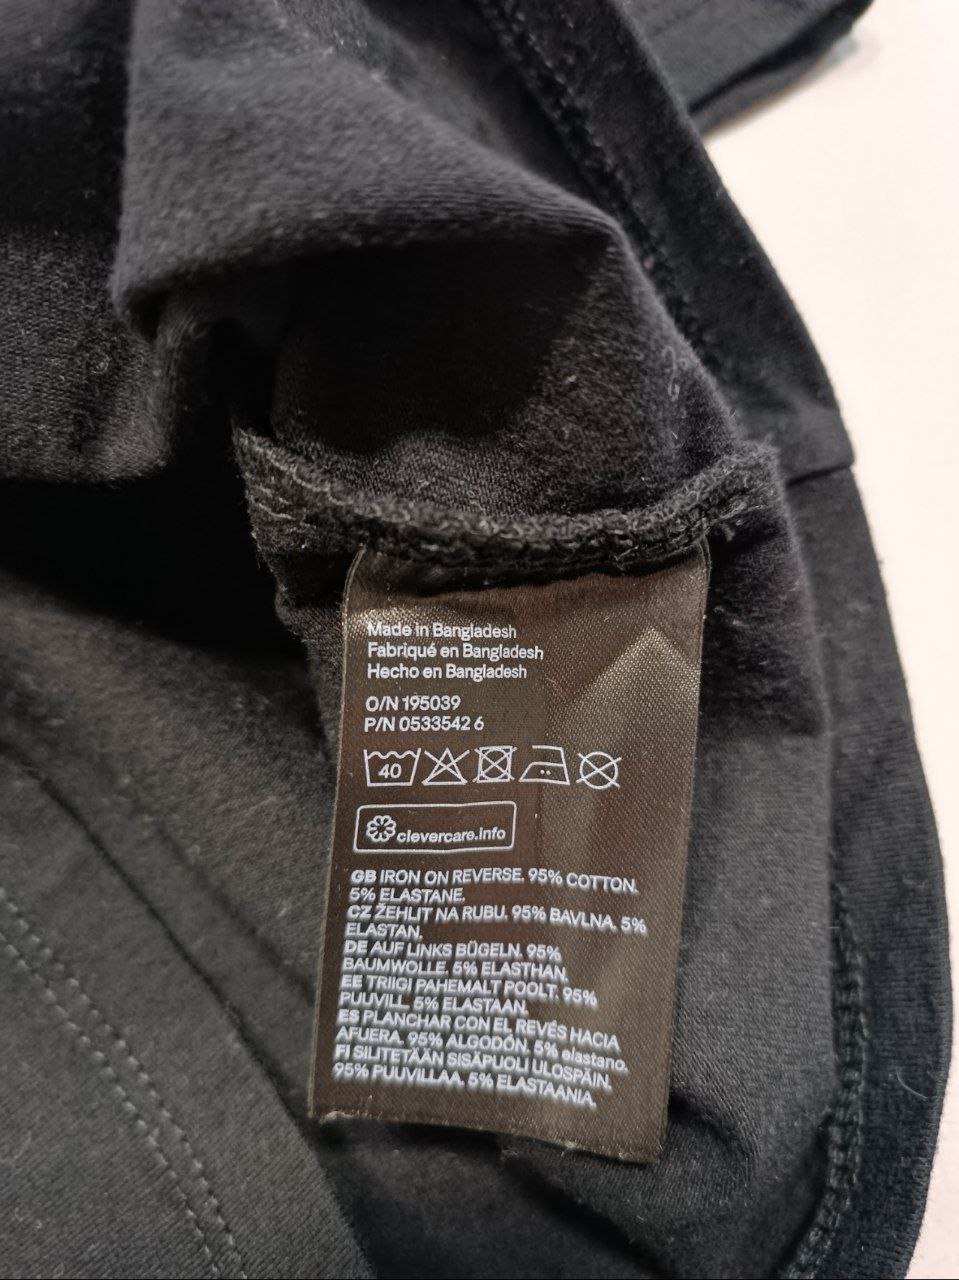 Made in Bangladesh
Fabriqué en Bangladesh
Hecho en Bangladesh
O/N 195039
P/N 0533542 6
40
clevercare.info
GB IRON ON REVERSE. 95% COTTON.
5% ELASTANE.
CZ ŽEHLIT NA RUBU. 95% BAVLNA. 5%
ELASTAN.
DE AUF LINKS BÜGELN. 95%
BAUMWOLLE. 5% ELASTHAN.
EE TRIIGI PAHEMALT POOLT. 95%
PUUVILL. 5% ELASTAAN.
ES PLANCHAR CON EL REVÉS HACIA
AFUERA. 95% ALGODÓN. 5% elastano.
FI SILITETÄÄN SISÄPUOLI ULOSPÄIN.
95% PUUVILLAA. 5% ELASTAANIA.